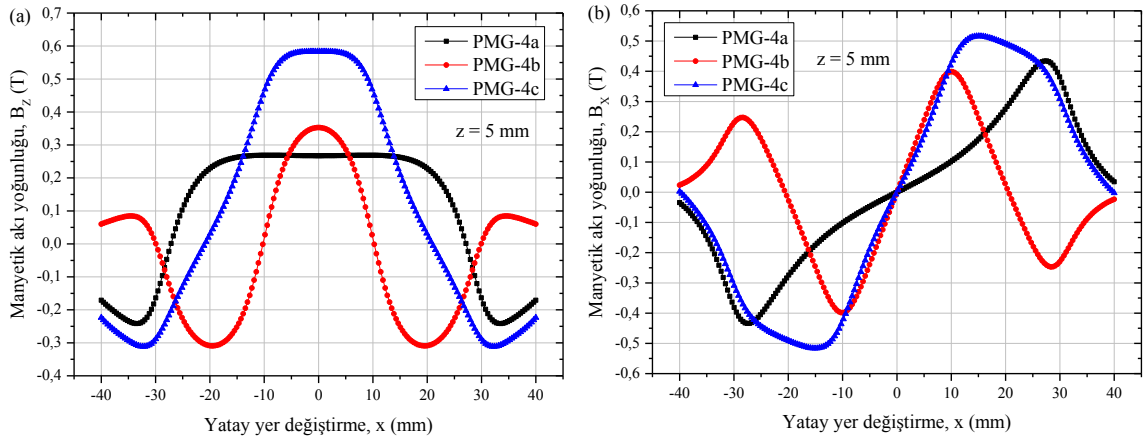 (a)
0,7
0,6
0,5
0,4
0,3
0,2
0,1
0,0
-0,1
-0,2
-0,3
-0,4
Manyetik akı yoğunluğu, B_Z (T)
PMG-4a
PMG-4b
PMG-4c
z = 5 mm
-40 -30 -20 -10 0 10 20 30 40
Yatay yer değiştirme, x (mm)
(b)
0,6
0,5
0,4
0,3
0,2
0,1
0,0
-0,1
-0,2
-0,3
-0,4
-0,5
-0,6
Manyetik akı yoğunluğu, B_X (T)
PMG-4a
PMG-4b
PMG-4c
z = 5 mm
-40 -30 -20 -10 0 10 20 30 40
Yatay yer değiştirme, x (mm)